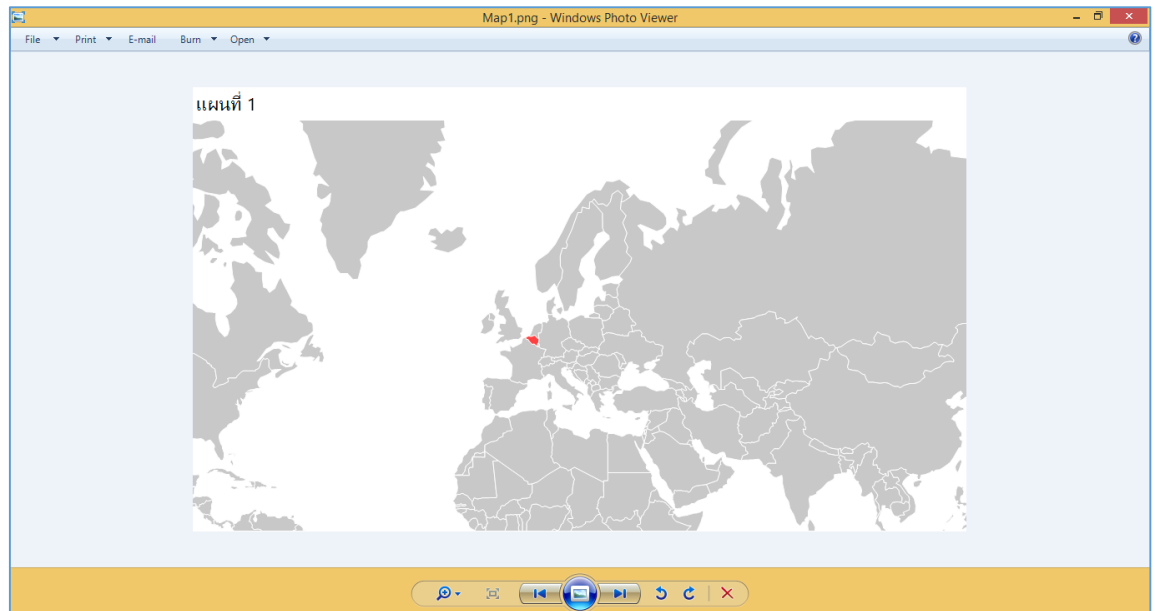 Map1.png - Windows Photo Viewer
File Print E-mail Burn Open
แผนที่ 1